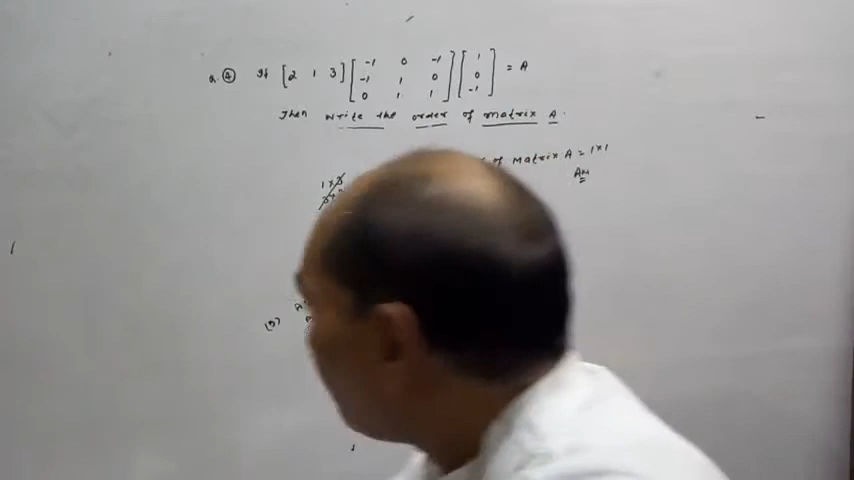 Q. ④ If [2 1 3] [-1 0 -1 -1 1 0 0 1 1] [1 0 -1] = A
Then write the order of matrix A.
of Matrix A = 1×1
Ans
1×3
(5)